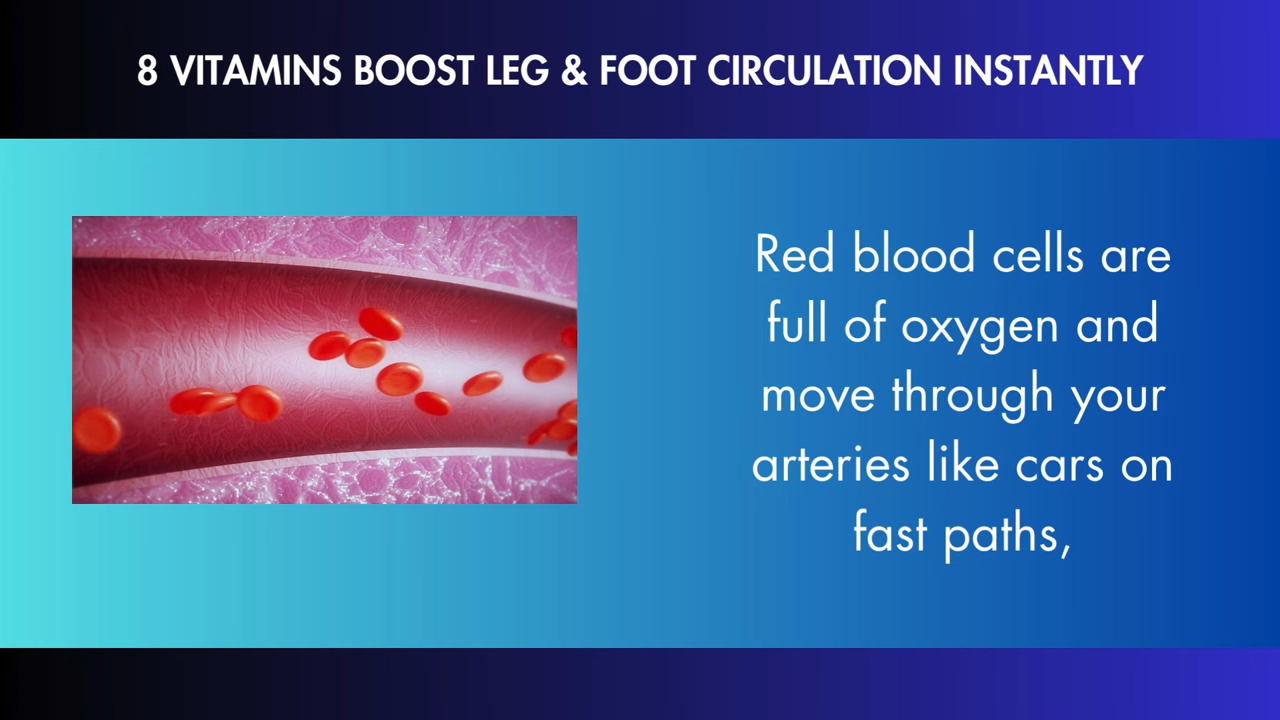 8 VITAMINS BOOST LEG & FOOT CIRCULATION INSTANTLY
Red blood cells are
full of oxygen and
move through your
arteries like cars on
fast paths,